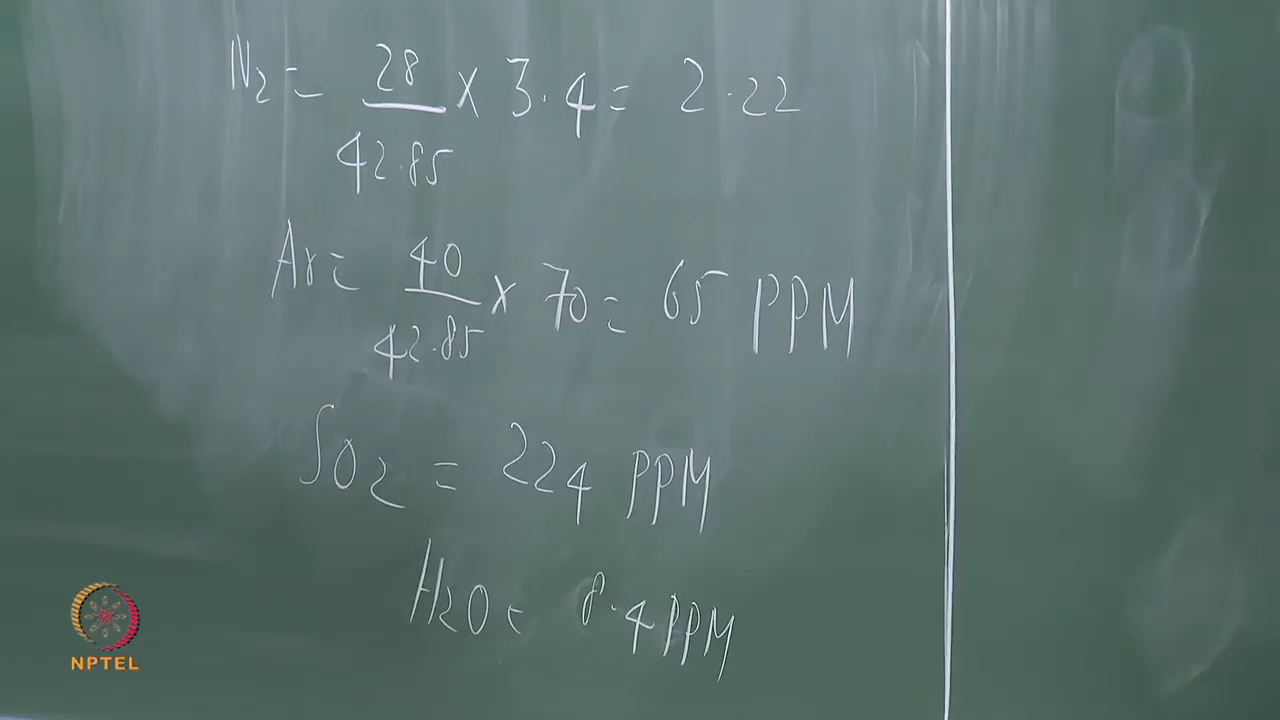 N2 = 28/42.85 × 3.4 = 2.22
Ar = 40/42.85 × 70 = 65 PPM
SO2 = 224 PPM
H2O = 8.4 PPM
NPTEL